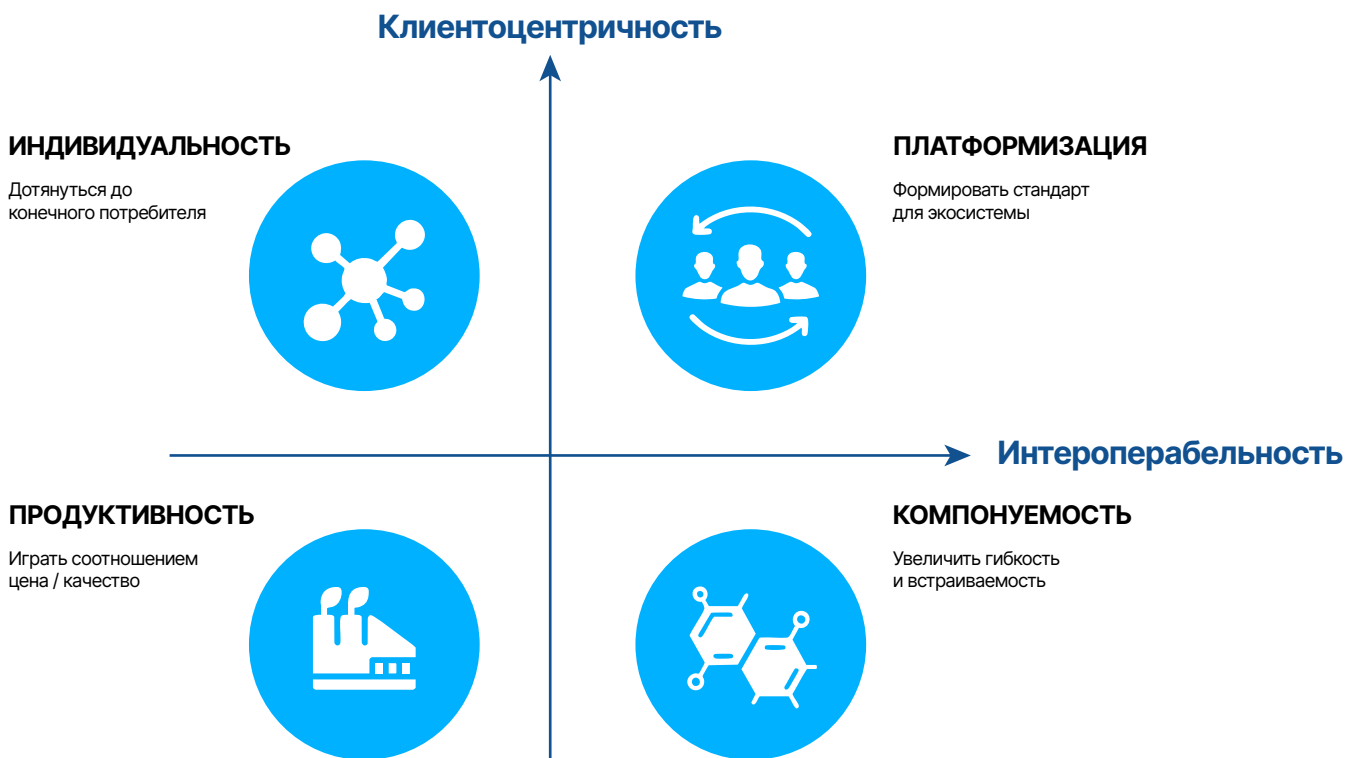 Клиентоцентричность
ИНДИВИДУАЛЬНОСТЬ
Дотянуться до
конечного потребителя
ПЛАТФОРМИЗАЦИЯ
Формировать стандарт
для экосистемы
Интероперабельность
ПРОДУКТИВНОСТЬ
Играть соотношением
цена / качество
КОМПОНУЕМОСТЬ
Увеличить гибкость
и встраиваемость